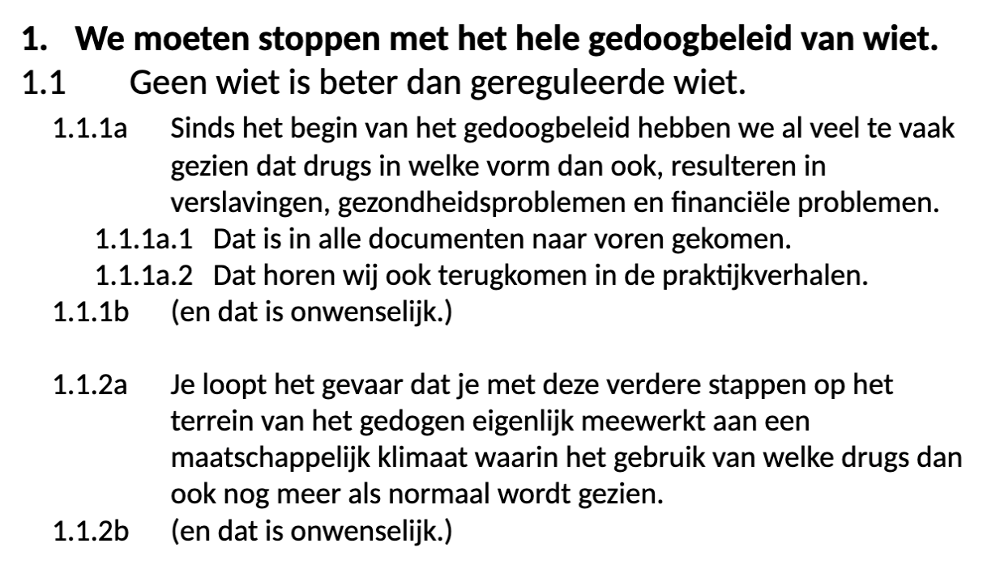 1. We moeten stoppen met het hele gedoogbeleid van wiet.
1.1 Geen wiet is beter dan gereguleerde wiet.
1.1.1a Sinds het begin van het gedoogbeleid hebben we al veel te vaak
gezien dat drugs in welke vorm dan ook, resulteren in
verslavingen, gezondheidsproblemen en financiële problemen.
1.1.1a.1 Dat is in alle documenten naar voren gekomen.
1.1.1a.2 Dat horen wij ook terugkomen in de praktijkverhalen.
1.1.1b (en dat is onwenselijk.)
1.1.2a Je loopt het gevaar dat je met deze verdere stappen op het
terrein van het gedogen eigenlijk meewerkt aan een
maatschappelijk klimaat waarin het gebruik van welke drugs dan
ook nog meer als normaal wordt gezien.
1.1.2b (en dat is onwenselijk.)